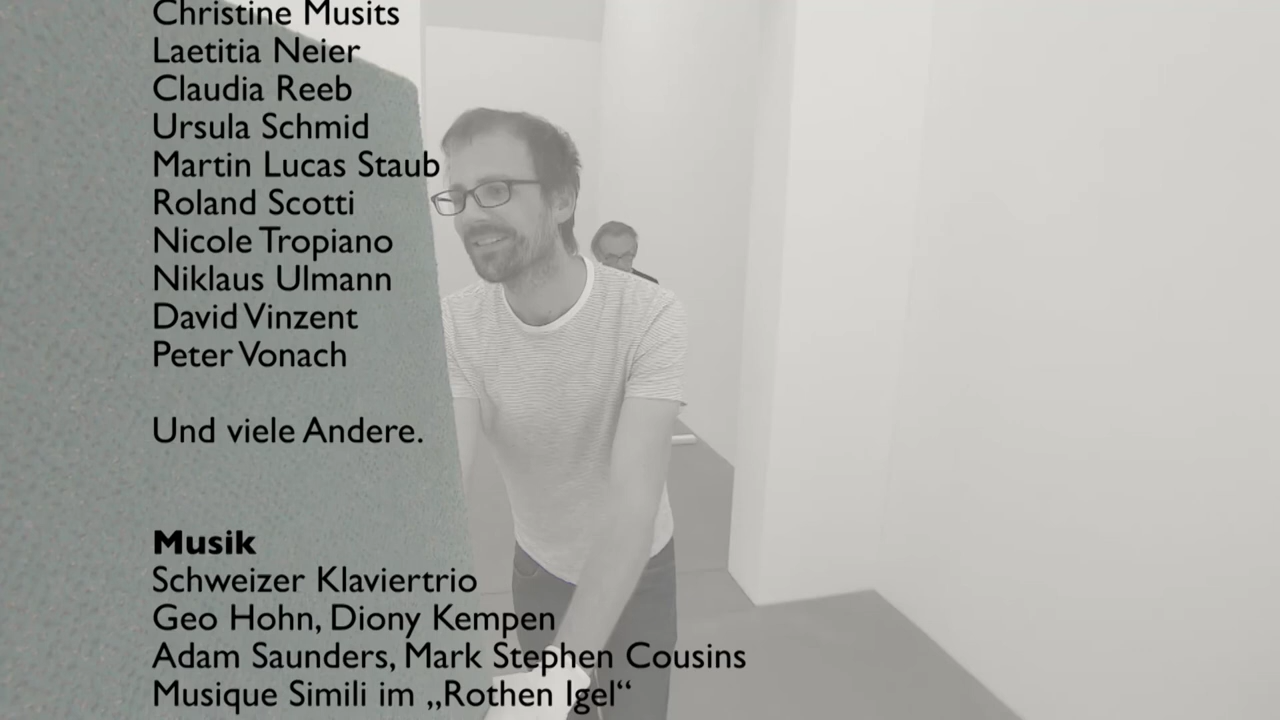 Christine Musits
Laetitia Neier
Claudia Reeb
Ursula Schmid
Martin Lucas Staub
Roland Scotti
Nicole Tropiano
Niklaus Ulmann
David Vinzent
Peter Vonach
Und viele Andere.
Musik
Schweizer Klaviertrio
Geo Hohn, Diony Kempen
Adam Saunders, Mark Stephen Cousins
Musique Simili im „Rothen Igel“